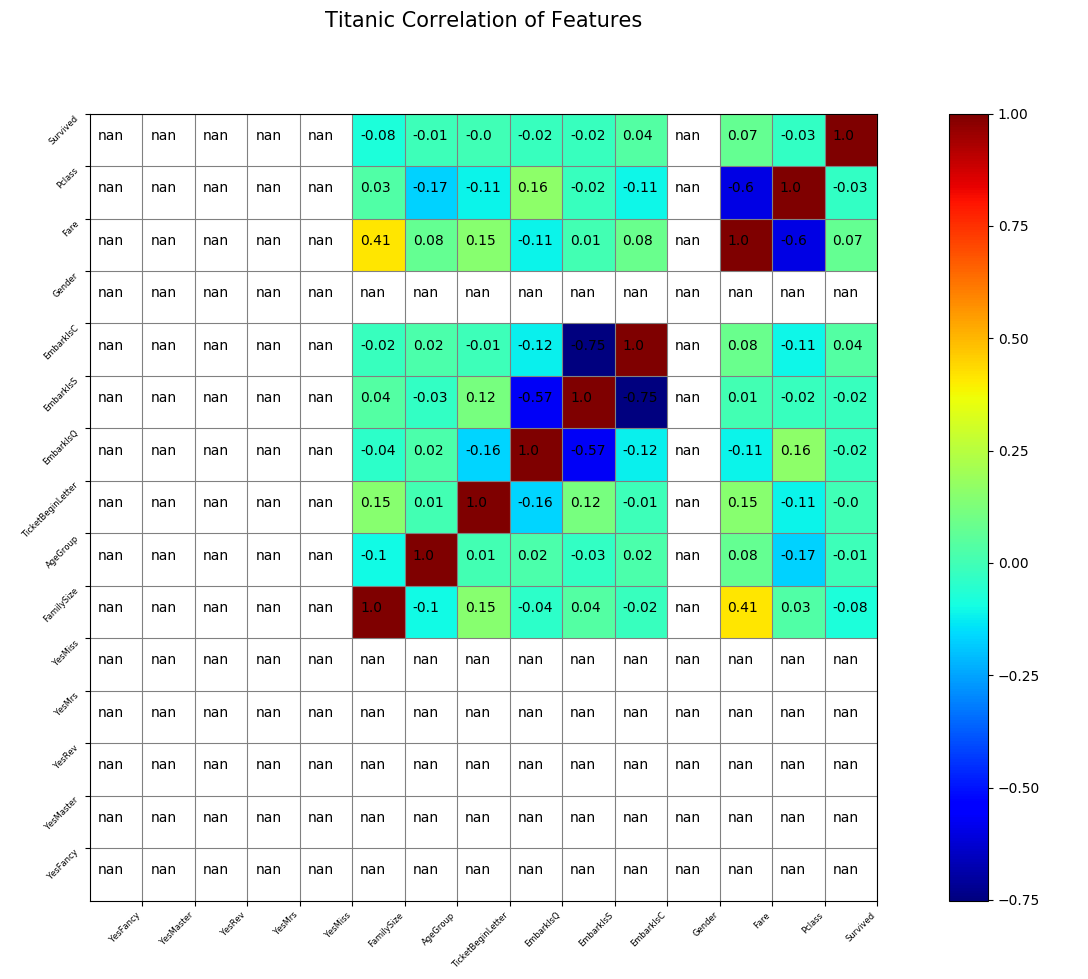 Titanic Correlation of Features
Survived nan nan nan nan nan -0.08 -0.01 -0.0 -0.02 -0.02 0.04 nan 0.07 -0.03 1.0
Pclass nan nan nan nan nan 0.03 -0.17 -0.11 0.16 -0.02 -0.11 nan -0.6 1.0 -0.03
Fare nan nan nan nan nan 0.41 0.08 0.15 -0.11 0.01 0.08 nan 1.0 -0.6 0.07
Gender nan nan nan nan nan nan nan nan nan nan nan nan nan nan nan
EmbarkIsC nan nan nan nan nan -0.02 0.02 -0.01 -0.12 -0.75 1.0 nan 0.08 -0.11 0.04
EmbarkIsS nan nan nan nan nan 0.04 -0.03 0.12 -0.57 1.0 -0.75 nan 0.01 -0.02 -0.02
EmbarkIsQ nan nan nan nan nan -0.04 0.02 -0.16 1.0 -0.57 -0.12 nan -0.11 0.16 -0.02
TicketBeginLetter nan nan nan nan nan 0.15 0.01 1.0 -0.16 0.12 -0.01 nan 0.15 -0.11 -0.0
AgeGroup nan nan nan nan nan -0.1 1.0 0.01 0.02 -0.03 0.02 nan 0.08 -0.17 -0.01
FamilySize nan nan nan nan nan 1.0 -0.1 0.15 -0.04 0.04 -0.02 nan 0.41 0.03 -0.08
YesMiss nan nan nan nan nan nan nan nan nan nan nan nan nan nan nan
YesMrs nan nan nan nan nan nan nan nan nan nan nan nan nan nan nan
YesRev nan nan nan nan nan nan nan nan nan nan nan nan nan nan nan
YesMaster nan nan nan nan nan nan nan nan nan nan nan nan nan nan nan
YesFancy nan nan nan nan nan nan nan nan nan nan nan nan nan nan nan
YesFancy YesMaster YesRev YesMrs YesMiss FamilySize AgeGroup TicketBeginLetter EmbarkIsQ EmbarkIsS EmbarkIsC Gender Fare Pclass Survived
1.00
0.75
0.50
0.25
0.00
−0.25
−0.50
−0.75